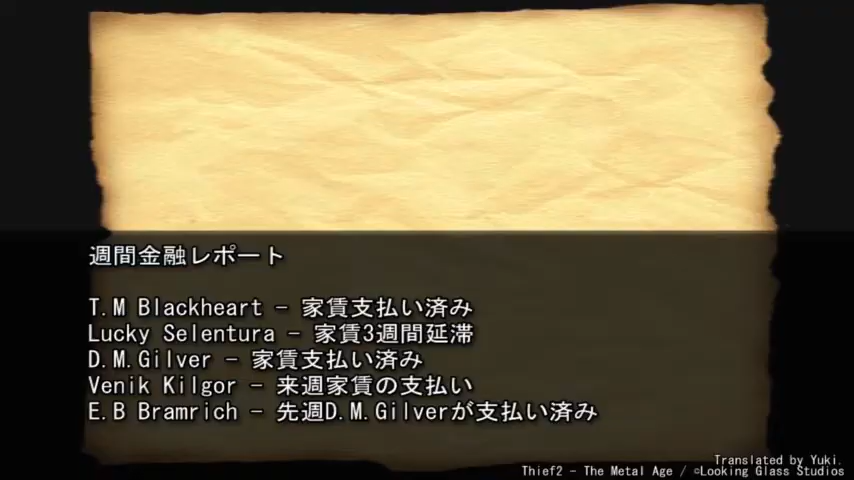 週間金融レポート
T.M Blackheart - 家賃支払い済み
Lucky Selentura - 家賃3週間延滞
D.M.Gilver - 家賃支払い済み
Venik Kilgor - 来週家賃の支払い
E.B Bramrich - 先週D.M.Gilverが支払い済み
Translated by Yuki.
Thief2 - The Metal Age / ©Looking Glass Studios